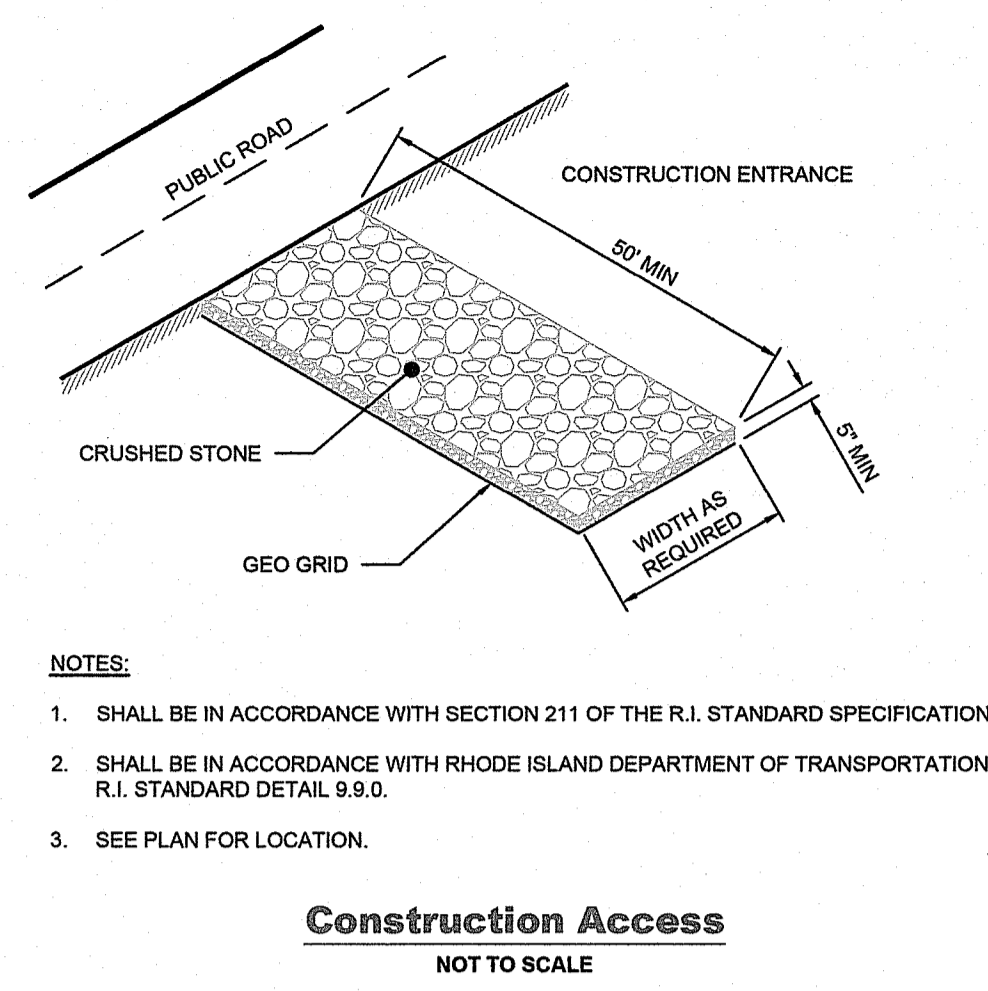 PUBLIC ROAD
CONSTRUCTION ENTRANCE
50' MIN
5" MIN
CRUSHED STONE
WIDTH AS
REQUIRED
GEO GRID
NOTES:
1. SHALL BE IN ACCORDANCE WITH SECTION 211 OF THE R.I. STANDARD SPECIFICATION
2. SHALL BE IN ACCORDANCE WITH RHODE ISLAND DEPARTMENT OF TRANSPORTATION
R.I. STANDARD DETAIL 9.9.0.
3. SEE PLAN FOR LOCATION.
Construction Access
NOT TO SCALE